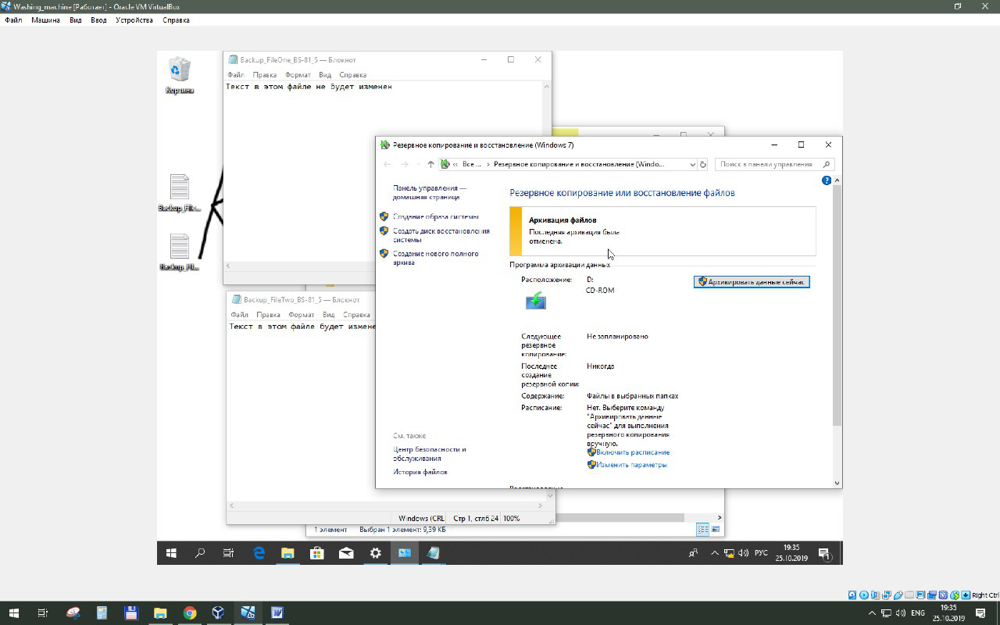 Washing_machine [Работает] - Oracle VM VirtualBox
Файл Машина Вид Ввод Устройства Справка
Корзина
Backup_File...
Backup_Fil...
Backup_FileOne_BS-81_5 — Блокнот
Файл Правка Формат Вид Справка
Текст в этом файле не будет изменен
Backup_FileTwo_BS-81_5 — Блокнот
Файл Правка Формат Вид Справка
Текст в этом файле будет измене
Windows (CRL Стр 1, стлб 24 100%
1 элемент Выбран 1 элемент: 9,39 КБ
Резервное копирование и восстановление (Windows 7)
« Все ... › Резервное копирование и восстановление (Windo...
Поиск в панели управления
Панель управления —
домашняя страница
Создание образа системы
Создать диск восстановления
системы
Создание нового полного
архива
См. также
Центр безопасности и
обслуживания
История файлов
Резервное копирование или восстановление файлов
Архивация файлов
Последняя архивация была
отменена.
Программа архивации данных
Расположение: D:
CD-ROM
Архивировать данные сейчас
Следующее
резервное
копирование:
Не запланировано
Последнее
создание
резервной копии:
Никогда
Содержание: Файлы в выбранных папках
Расписание: Нет. Выберите команду
"Архивировать данные
сейчас" для выполнения
резервного копирования
вручную.
Включить расписание
Изменить параметры
Восстановление
РУС
19:35
25.10.2019
1
Right Ctrl
ENG
19:35
25.10.2019